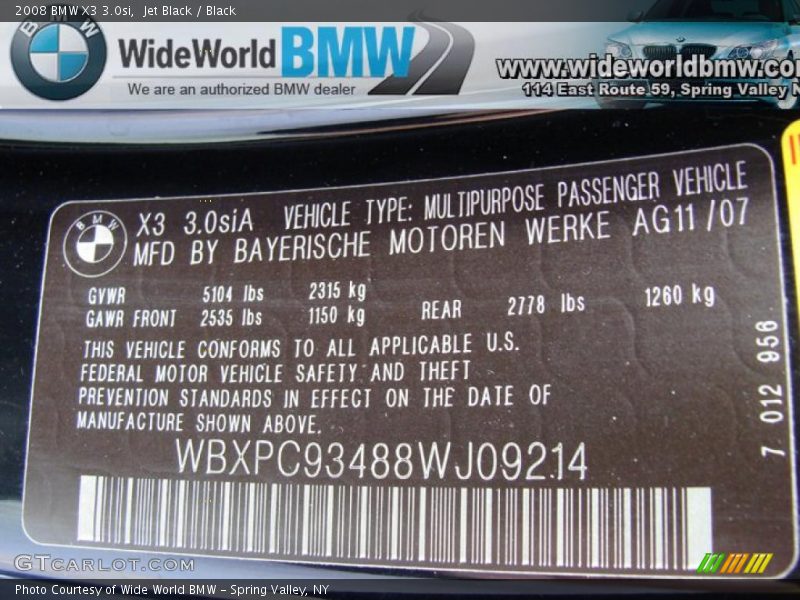 2008 BMW X3 3.0si, Jet Black / Black
BMW
WideWorld BMW
We are an authorized BMW dealer
www.wideworldbmw.co
114 East Route 59, Spring Valley N
BMW
X3 3.0siA VEHICLE TYPE: MULTIPURPOSE PASSENGER VEHICLE
MFD BY BAYERISCHE MOTOREN WERKE AG 11/07
GVWR 5104 lbs 2315 kg
GAWR FRONT 2535 lbs 1150 kg REAR 2778 lbs 1260 kg
THIS VEHICLE CONFORMS TO ALL APPLICABLE U.S.
FEDERAL MOTOR VEHICLE SAFETY AND THEFT
PREVENTION STANDARDS IN EFFECT ON THE DATE OF
MANUFACTURE SHOWN ABOVE.
WBXPC93488WJ09214
7 012 956
GTCARLOT.COM
Photo Courtesy of Wide World BMW - Spring Valley, NY